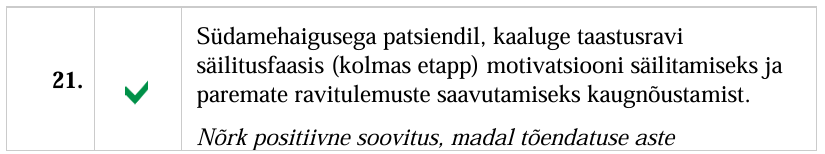 Südamehaigusega patsiendil, kaaluge taastusravi
säilitusfaasis (kolmas etapp) motivatsiooni säilitamiseks ja
21.
paremate ravitulemuste saavutamiseks kaugnõustamist.
Nõrk positiivne soovitus, madal tõendatuse aste